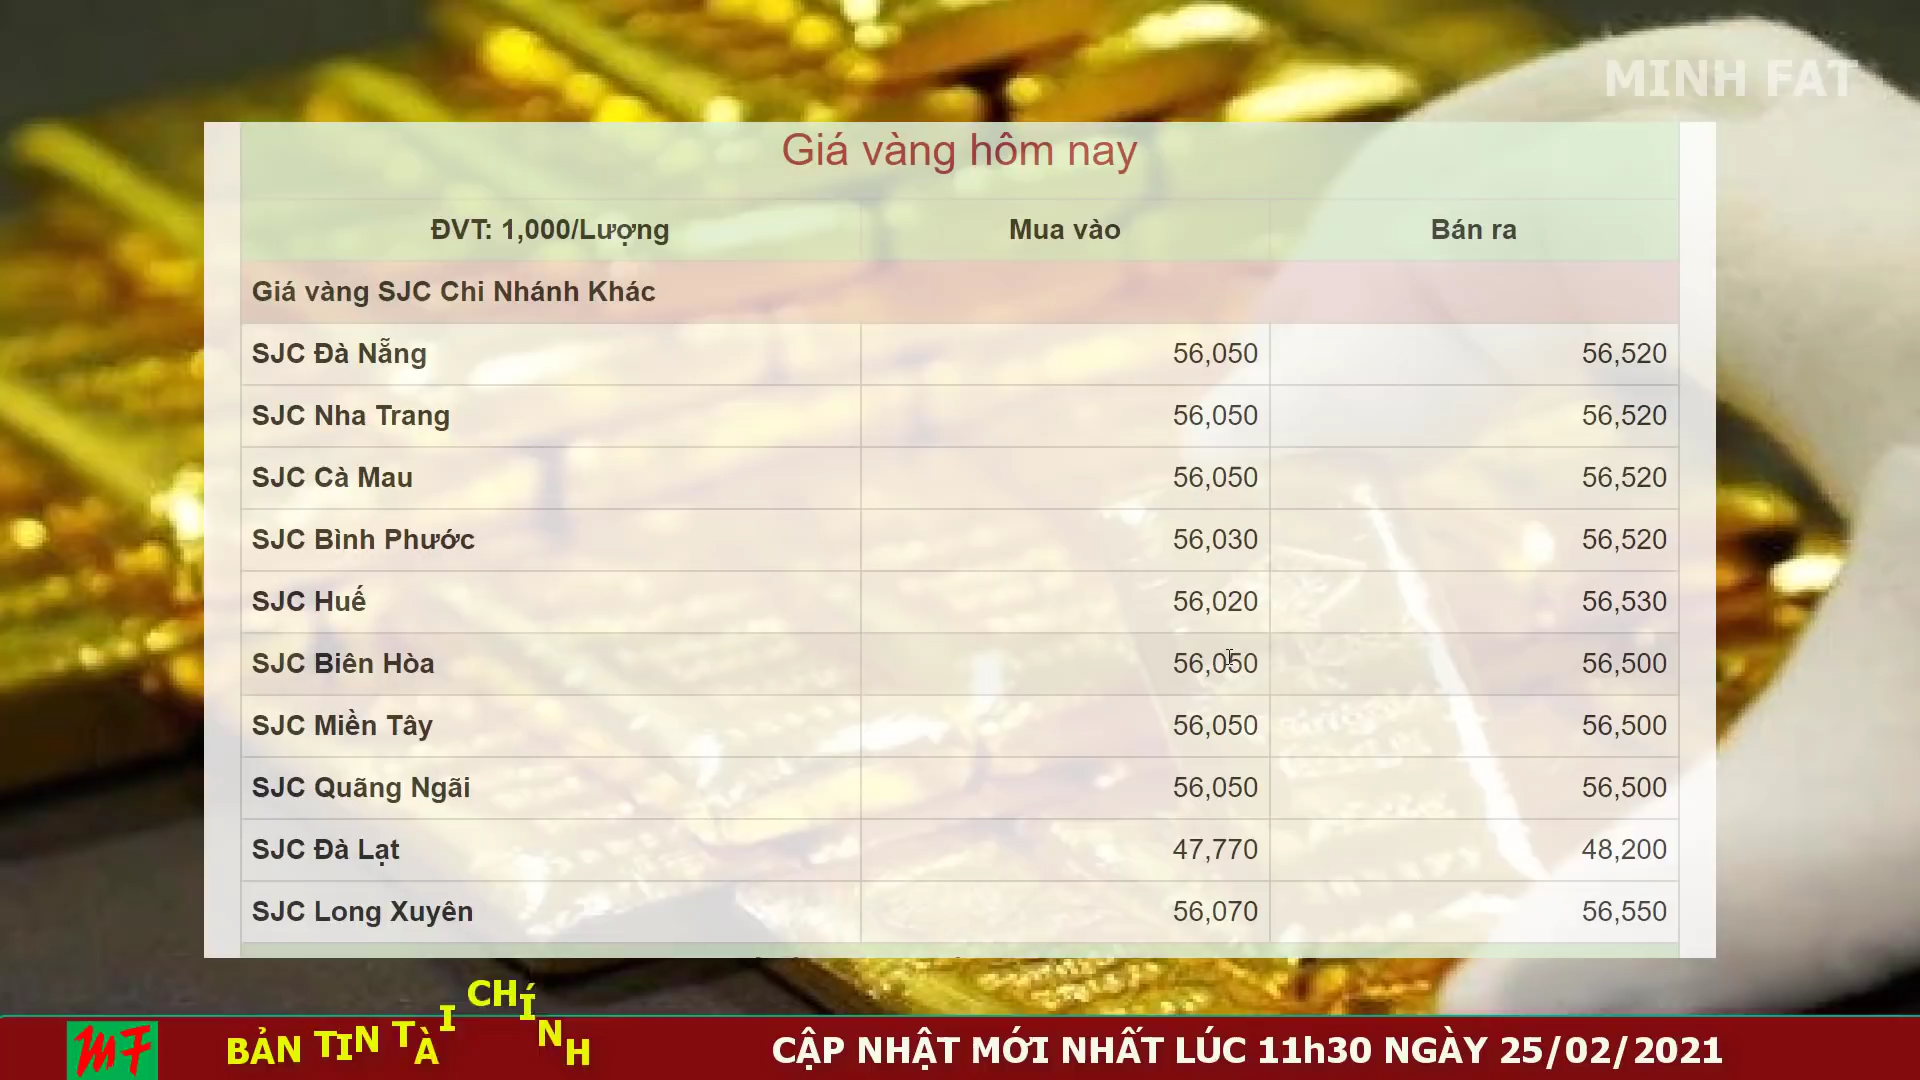 MINH FAT
Giá vàng hôm nay
ĐVT: 1,000/Lượng Mua vào Bán ra
Giá vàng SJC Chi Nhánh Khác
SJC Đà Nẵng 56,050 56,520
SJC Nha Trang 56,050 56,520
SJC Cà Mau 56,050 56,520
SJC Bình Phước 56,030 56,520
SJC Huế 56,020 56,530
SJC Biên Hòa 56,050 56,500
SJC Miền Tây 56,050 56,500
SJC Quãng Ngãi 56,050 56,500
SJC Đà Lạt 47,770 48,200
SJC Long Xuyên 56,070 56,550
MF BẢN TIN TÀI CHÍNH CẬP NHẬT MỚI NHẤT LÚC 11h30 NGÀY 25/02/2021